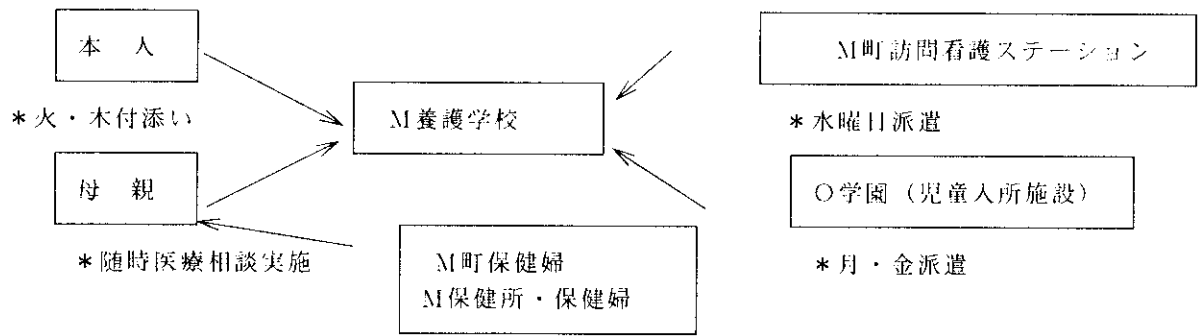 本 人
M町訪問看護ステーション
M養護学校
*火・木付添い
*水曜日派遣
母 親
○学園（児童入所施設）
*随時医療相談実施
M町保健婦
M保健所・保健婦
*月・金派遣